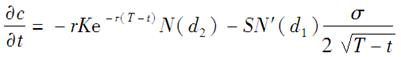 ∂c/∂t = − rKe^{−r(T−t)} N(d₂) − SN′(d₁) σ/(2√(T−t))